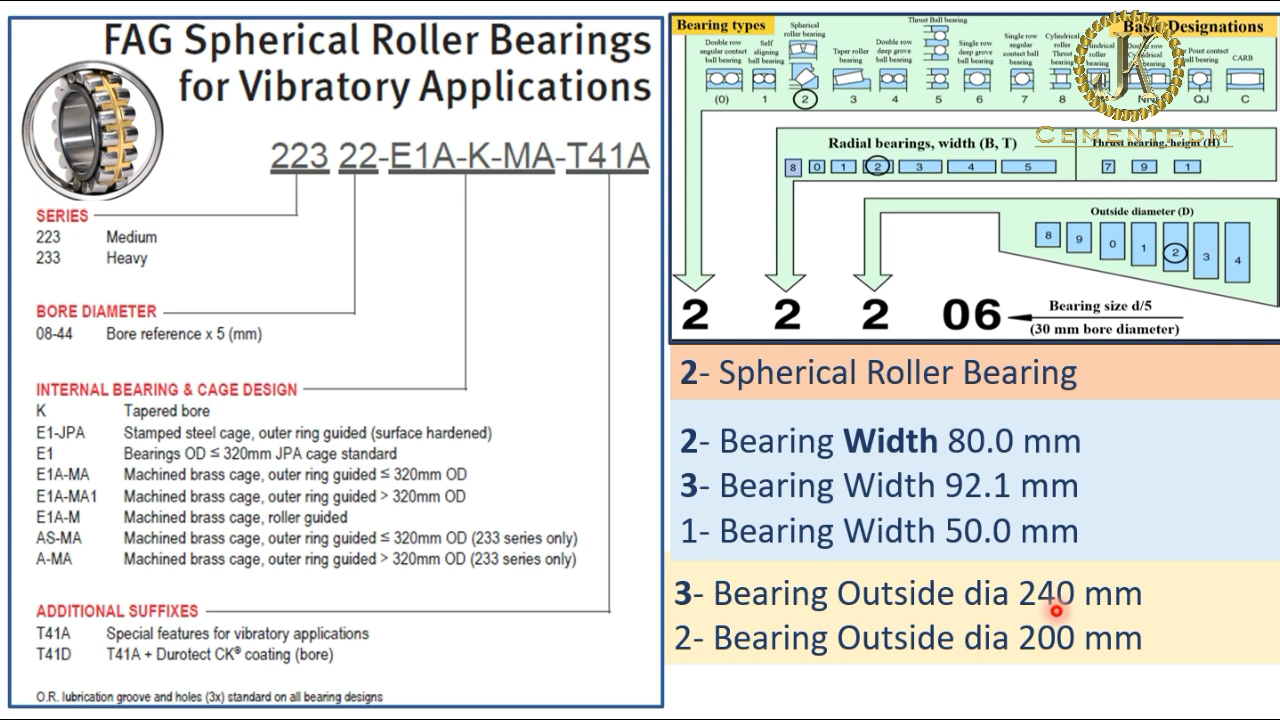 FAG Spherical Roller Bearings
for Vibratory Applications
223 22-E1A-K-MA-T41A
SERIES
223 Medium
233 Heavy
BORE DIAMETER
08-44 Bore reference x 5 (mm)
INTERNAL BEARING & CAGE DESIGN
K Tapered bore
E1-JPA Stamped steel cage, outer ring guided (surface hardened)
E1 Bearings OD ≤ 320mm JPA cage standard
E1A-MA Machined brass cage, outer ring guided ≤ 320mm OD
E1A-MA1 Machined brass cage, outer ring guided > 320mm OD
E1A-M Machined brass cage, roller guided
AS-MA Machined brass cage, outer ring guided ≤ 320mm OD (233 series only)
A-MA Machined brass cage, outer ring guided > 320mm OD (233 series only)
ADDITIONAL SUFFIXES
T41A Special features for vibratory applications
T41D T41A + Durotect CK® coating (bore)
O.R. lubrication groove and holes (3x) standard on all bearing designs
Bearing types
Basic Designations
Double row angular contact ball bearing
Self aligning ball bearing
Spherical roller bearing
Taper roller bearing
Double row deep grove ball bearing
Thrust Ball bearing
Single row deep grove ball bearing
Single row angular contact ball bearing
Cylindrical roller Thrust bearing
Point contact ball bearing
CARB
(0) 1 2 3 4 5 6 7 8 QJ C
JK
CEMENTRDM
Radial bearings, width (B, T)
Thrust bearing, height (H)
8 0 1 2 3 4 5
7 9 1
Outside diameter (D)
8 9 0 1 2 3 4
2 2 2 06
Bearing size d/5
(30 mm bore diameter)
2- Spherical Roller Bearing
2- Bearing Width 80.0 mm
3- Bearing Width 92.1 mm
1- Bearing Width 50.0 mm
3- Bearing Outside dia 240 mm
2- Bearing Outside dia 200 mm